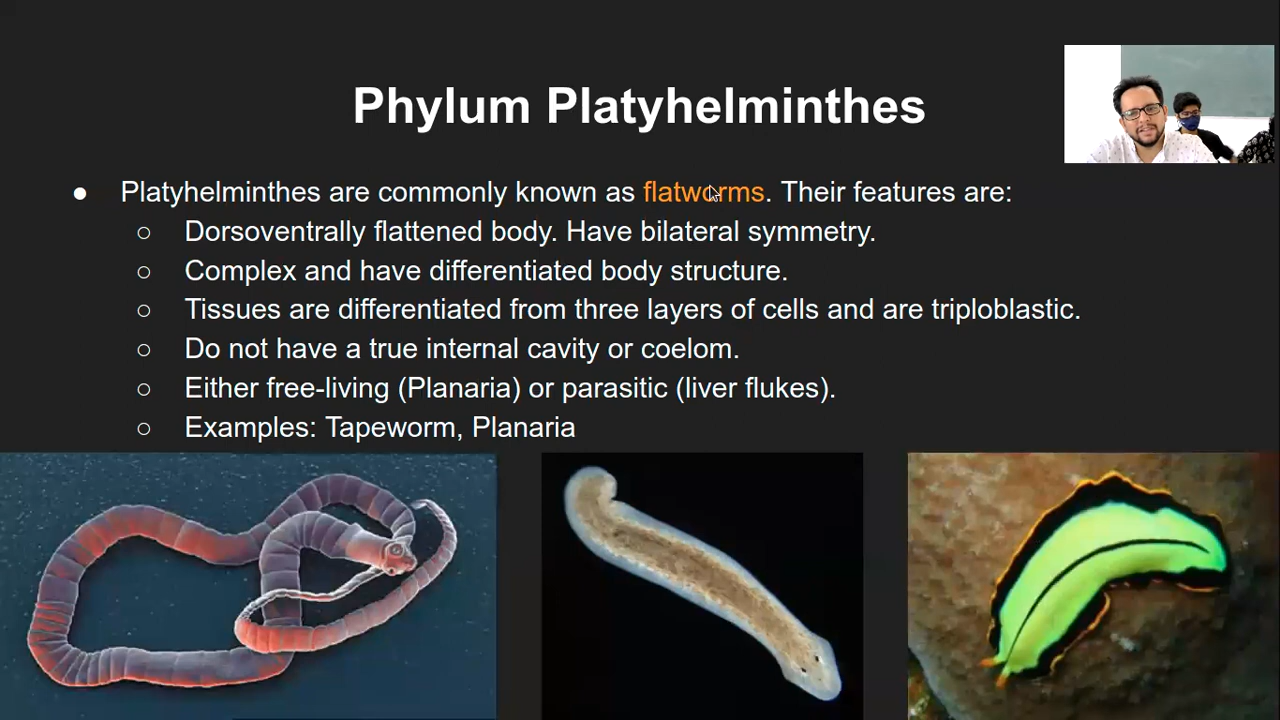 Phylum Platyhelminthes
● Platyhelminthes are commonly known as flatworms. Their features are:
○ Dorsoventrally flattened body. Have bilateral symmetry.
○ Complex and have differentiated body structure.
○ Tissues are differentiated from three layers of cells and are triploblastic.
○ Do not have a true internal cavity or coelom.
○ Either free-living (Planaria) or parasitic (liver flukes).
○ Examples: Tapeworm, Planaria